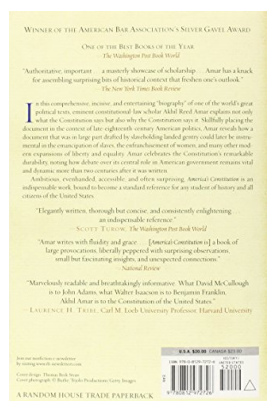 WINNER OF THE AMERICAN BAR ASSOCIATION'S SILVER GAVEL AWARD
ONE OF THE BEST BOOKS OF THE YEAR
The Washington Post Book World
"Authoritative, important . . . a masterly showcase of scholarship . . . Amar has a knack
for assembling surprising bits of historical context that freshen one's outlook."
The New York Times Book Review
In this comprehensive, incisive, and entertaining "biography" of one of the world's great
political texts, eminent constitutional law scholar Akhil Reed Amar explains not only
what the Constitution says but also why the Constitution says it. Skillfully placing the
document in the context of late-eighteenth-century American politics, Amar reveals how a
document that was in large part drafted by slaveholding landed gentry could later be instru-
mental in the emancipation of slaves, the enfranchisement of women, and many other mod-
ern expansions of liberty and equality. Amar celebrates the Constitution's remarkable
durability, noting how debate over its central role in American government remains vital
and dynamic more than two centuries after it was written.
Ambitious, evenhanded, accessible, and often surprising, America's Constitution is an
indispensable work, bound to become a standard reference for any student of history and all
citizens of the United States.
"Elegantly written, thorough but concise, and consistently enlightening
. . . an indispensable reference."
—SCOTT TUROW, The Washington Post Book World
"Amar writes with fluidity and grace. . . . [America's Constitution is] a book of
large provocations, liberally peppered with surprising observations,
small but fascinating insights, and unexpected connections."
—National Review
"Marvelously readable and breathtakingly informative. What David McCullough
is to John Adams, what Walter Isaacson is to Benjamin Franklin,
Akhil Amar is to the Constitution of the United States."
LAURENCE H. TRIBE, Carl M. Loeb University Professor, Harvard University
U.S.A. $20.00
52000
9 780812 972726
A RANDOM HOUSE TRADE PAPERBACK